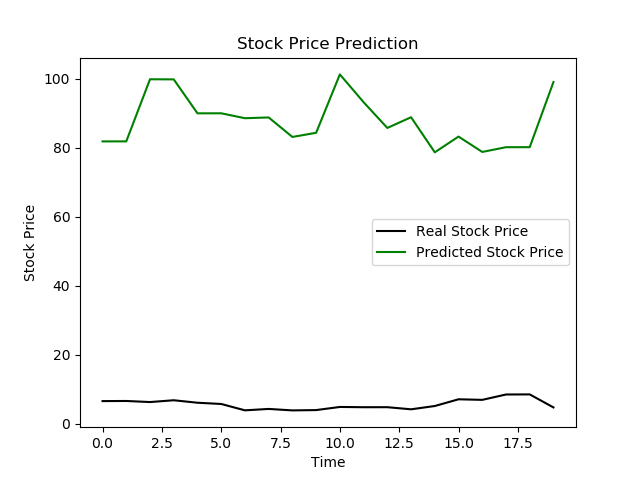 Stock Price Prediction
100
80
60
40
20
0
Stock Price
Real Stock Price
Predicted Stock Price
0.0 2.5 5.0 7.5 10.0 12.5 15.0 17.5
Time